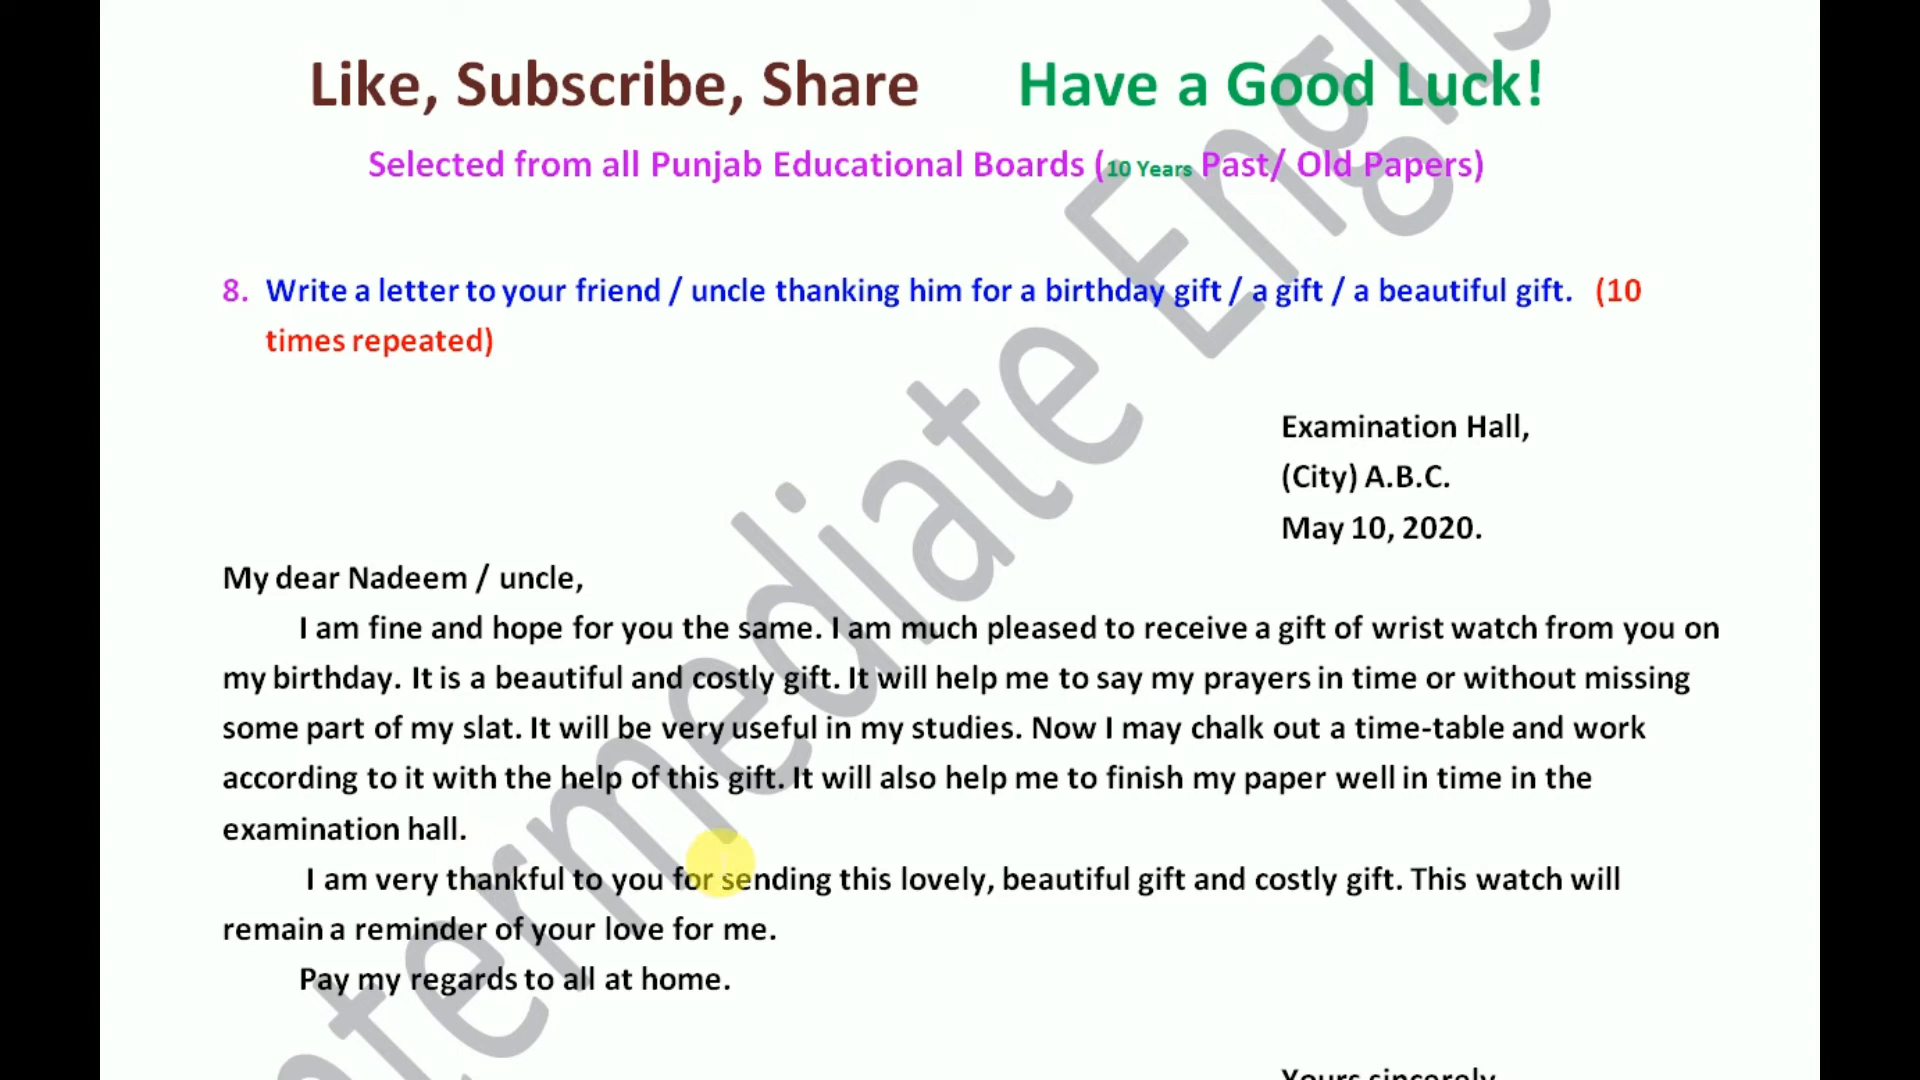 Like, Subscribe, Share Have a Good Luck!
Selected from all Punjab Educational Boards (10 Years Past/ Old Papers)
8. Write a letter to your friend / uncle thanking him for a birthday gift / a gift / a beautiful gift. (10
times repeated)
Examination Hall,
(City) A.B.C.
May 10, 2020.
My dear Nadeem / uncle,
I am fine and hope for you the same. I am much pleased to receive a gift of wrist watch from you on
my birthday. It is a beautiful and costly gift. It will help me to say my prayers in time or without missing
some part of my slat. It will be very useful in my studies. Now I may chalk out a time-table and work
according to it with the help of this gift. It will also help me to finish my paper well in time in the
examination hall.
I am very thankful to you for sending this lovely, beautiful gift and costly gift. This watch will
remain a reminder of your love for me.
Pay my regards to all at home.
Yours sincerely,